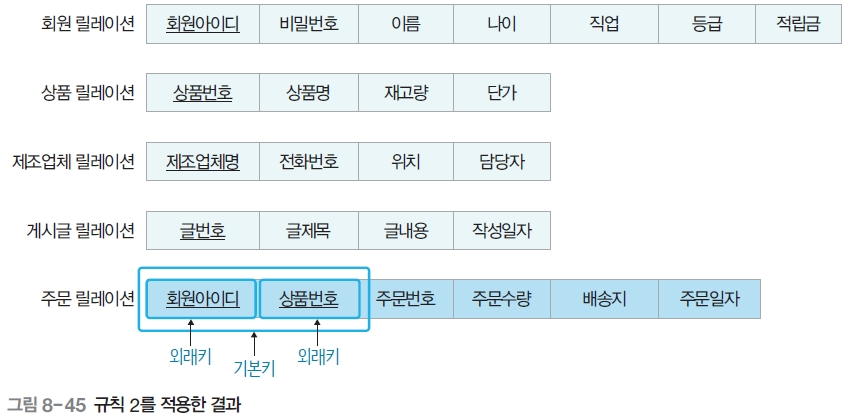 회원 릴레이션 회원아이디 비밀번호 이름 나이 직업 등급 적립금
상품 릴레이션 상품번호 상품명 재고량 단가
제조업체 릴레이션 제조업체명 전화번호 위치 담당자
게시글 릴레이션 글번호 글제목 글내용 작성일자
주문 릴레이션 회원아이디 상품번호 주문번호 주문수량 배송지 주문일자
외래키 기본키 외래키
그림 8-45 규칙 2를 적용한 결과